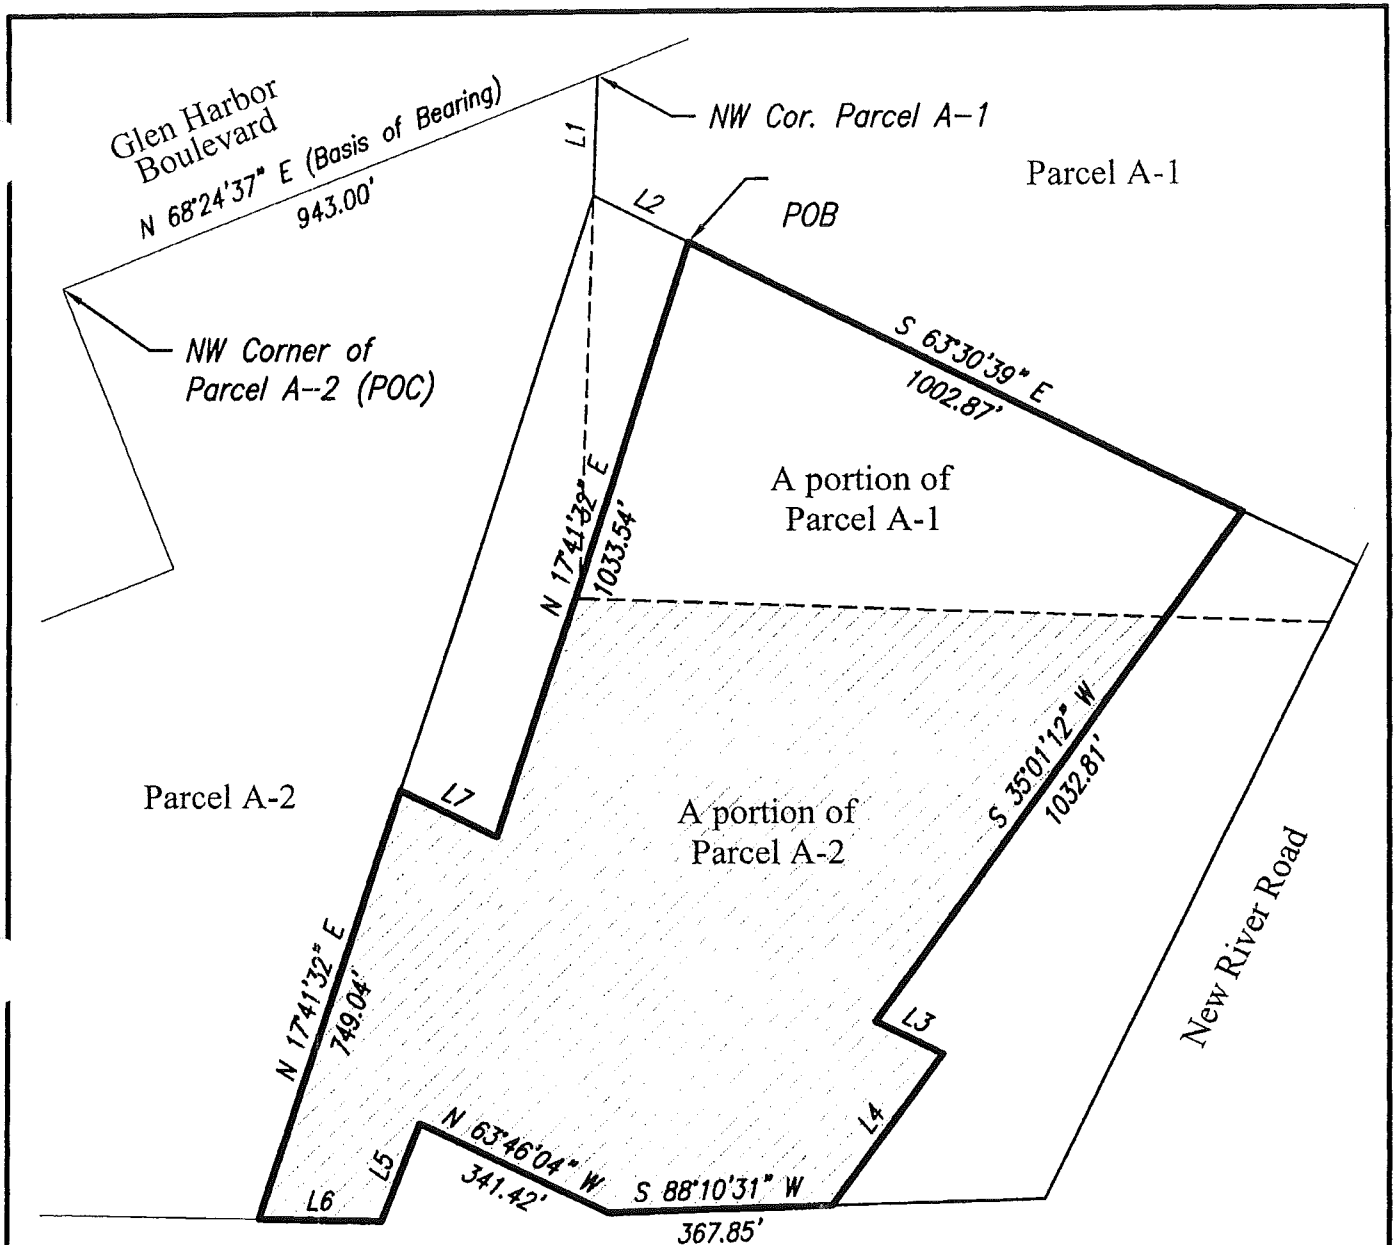 Glen Harbor
Boulevard
N 68°24'37" E (Basis of Bearing)
943.00'
L1
NW Cor. Parcel A-1
Parcel A-1
L2
POB
NW Corner of
Parcel A-2 (POC)
S 63°30'39" E
1002.87'
A portion of
Parcel A-1
N 17°41'32" E
1033.54'
S 35°01'12" W
1032.81'
Parcel A-2
L7
A portion of
Parcel A-2
New River Road
N 17°41'32" E
749.04'
L3
L4
L5
N 63°46'04" W
341.42'
L6
S 88°10'31" W
367.85'